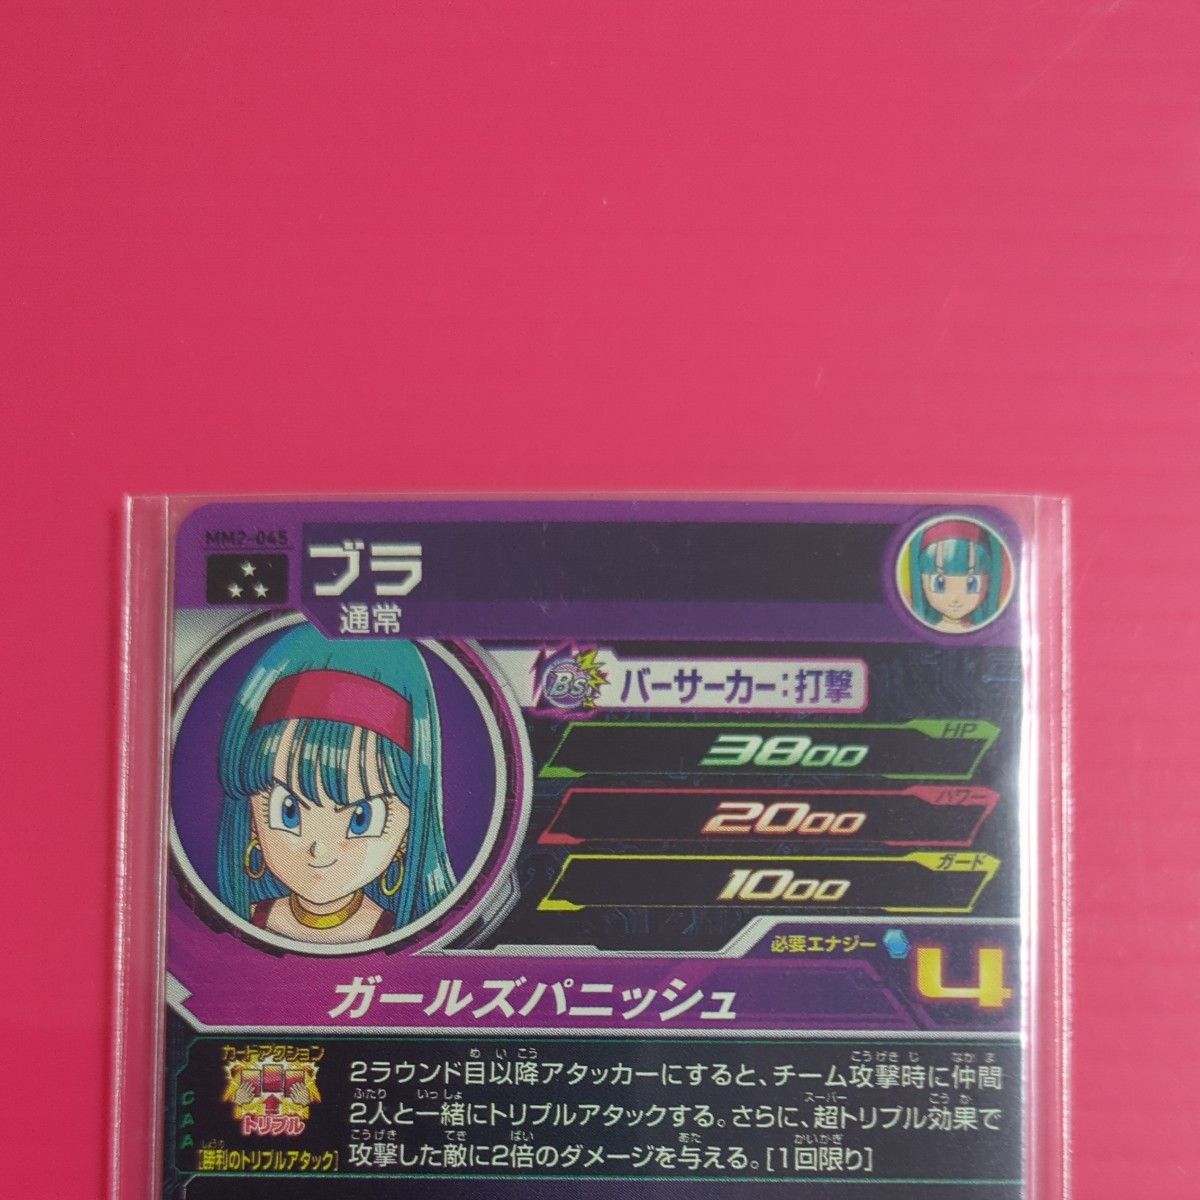 MM2-045
ブラ
通常
Bs
バーサーカー:打撃
HP
3800
パワー
2000
ガード
1000
必要エナジー
4
ガールズパニッシュ
カードアクション
トリプル
CAA
[勝利のトリプルアタック]
2ラウンド目以降アタッカーにすると、チーム攻撃時に仲間
2人と一緒にトリプルアタックする。さらに、超トリプル効果で
攻撃した敵に2倍のダメージを与える。[1回限り]